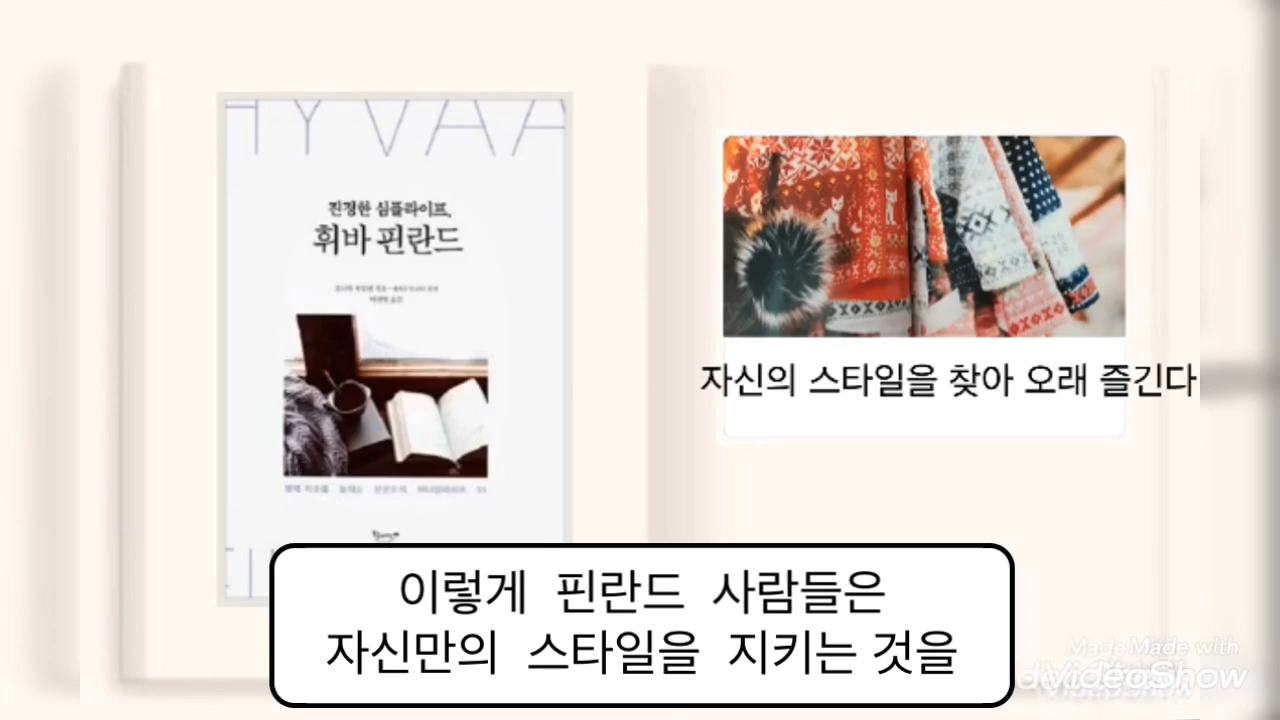 HYVAA
진정한 심플라이프,
휘바 핀란드
자신의 스타일을 찾아 오래 즐긴다
이렇게 핀란드 사람들은
자신만의 스타일을 지키는 것을
Made with
VideoShow